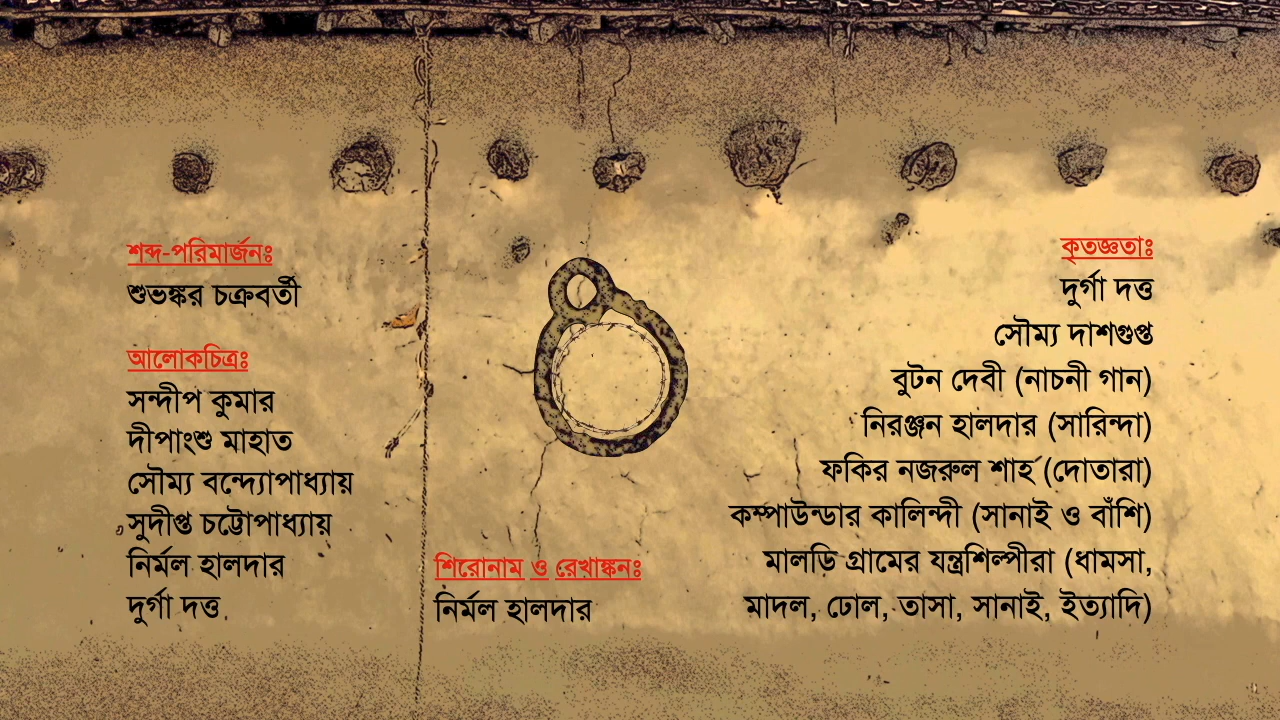 শব্দ-পরিমার্জনঃ
শুভঙ্কর চক্রবর্তী
আলোকচিত্রঃ
সন্দীপ কুমার
দীপাংশু মাহাত
সৌম্য বন্দ্যোপাধ্যায়
সুদীপ্ত চট্টোপাধ্যায়
নির্মল হালদার
দুর্গা দত্ত
শিরোনাম ও রেখাঙ্কনঃ
নির্মল হালদার
কৃতজ্ঞতাঃ
দুর্গা দত্ত
সৌম্য দাশগুপ্ত
বুটন দেবী (নাচনী গান)
নিরঞ্জন হালদার (সারিন্দা)
ফকির নজরুল শাহ (দোতারা)
কম্পাউন্ডার কালিন্দী (সানাই ও বাঁশি)
মালডি গ্রামের যন্ত্রশিল্পীরা (ধামসা,
মাদল, ঢোল, তাসা, সানাই, ইত্যাদি)